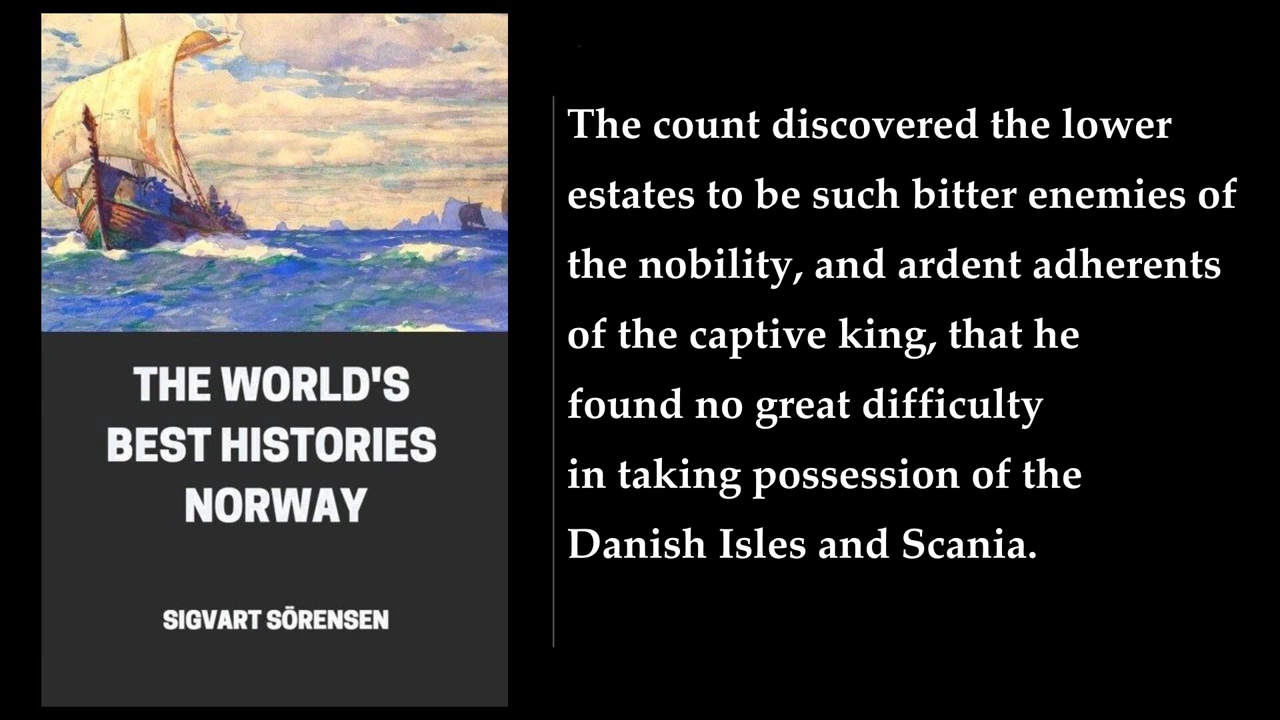 THE WORLD'S
BEST HISTORIES
NORWAY
SIGVART SÖRENSEN
The count discovered the lower
estates to be such bitter enemies of
the nobility, and ardent adherents
of the captive king, that he
found no great difficulty
in taking possession of the
Danish Isles and Scania.